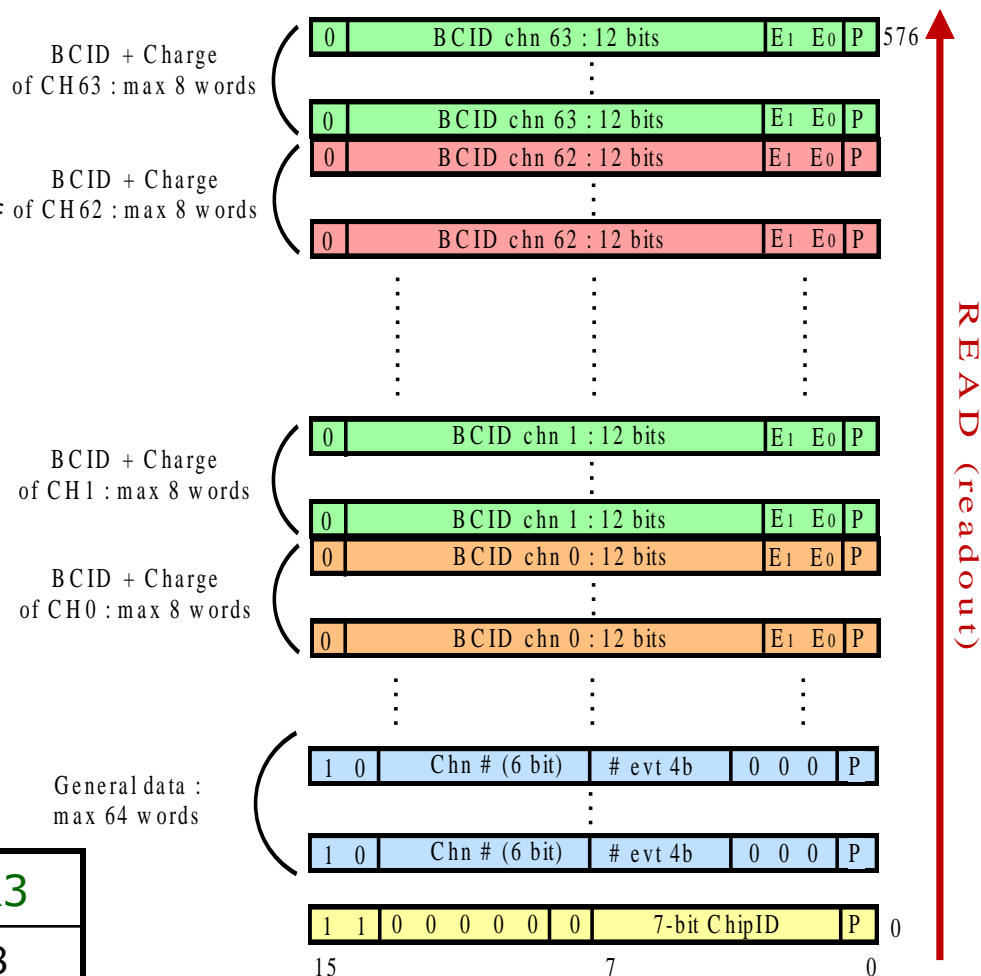 0 BCID chn 63 : 12 bits E1 E0 P 576
BCID + Charge
of CH63 : max 8 words
0 BCID chn 63 : 12 bits E1 E0 P
0 BCID chn 62 : 12 bits E1 E0 P
BCID + Charge
of CH62 : max 8 words
0 BCID chn 62 : 12 bits E1 E0 P
READ (readout)
0 BCID chn 1 : 12 bits E1 E0 P
BCID + Charge
of CH1 : max 8 words
0 BCID chn 1 : 12 bits E1 E0 P
0 BCID chn 0 : 12 bits E1 E0 P
BCID + Charge
of CH0 : max 8 words
0 BCID chn 0 : 12 bits E1 E0 P
1 0 Chn # (6 bit) # evt 4b 0 0 0 P
General data :
max 64 words
1 0 Chn # (6 bit) # evt 4b 0 0 0 P
1 1 0 0 0 0 0 0 7-bit ChipID P 0
15 7 0
3